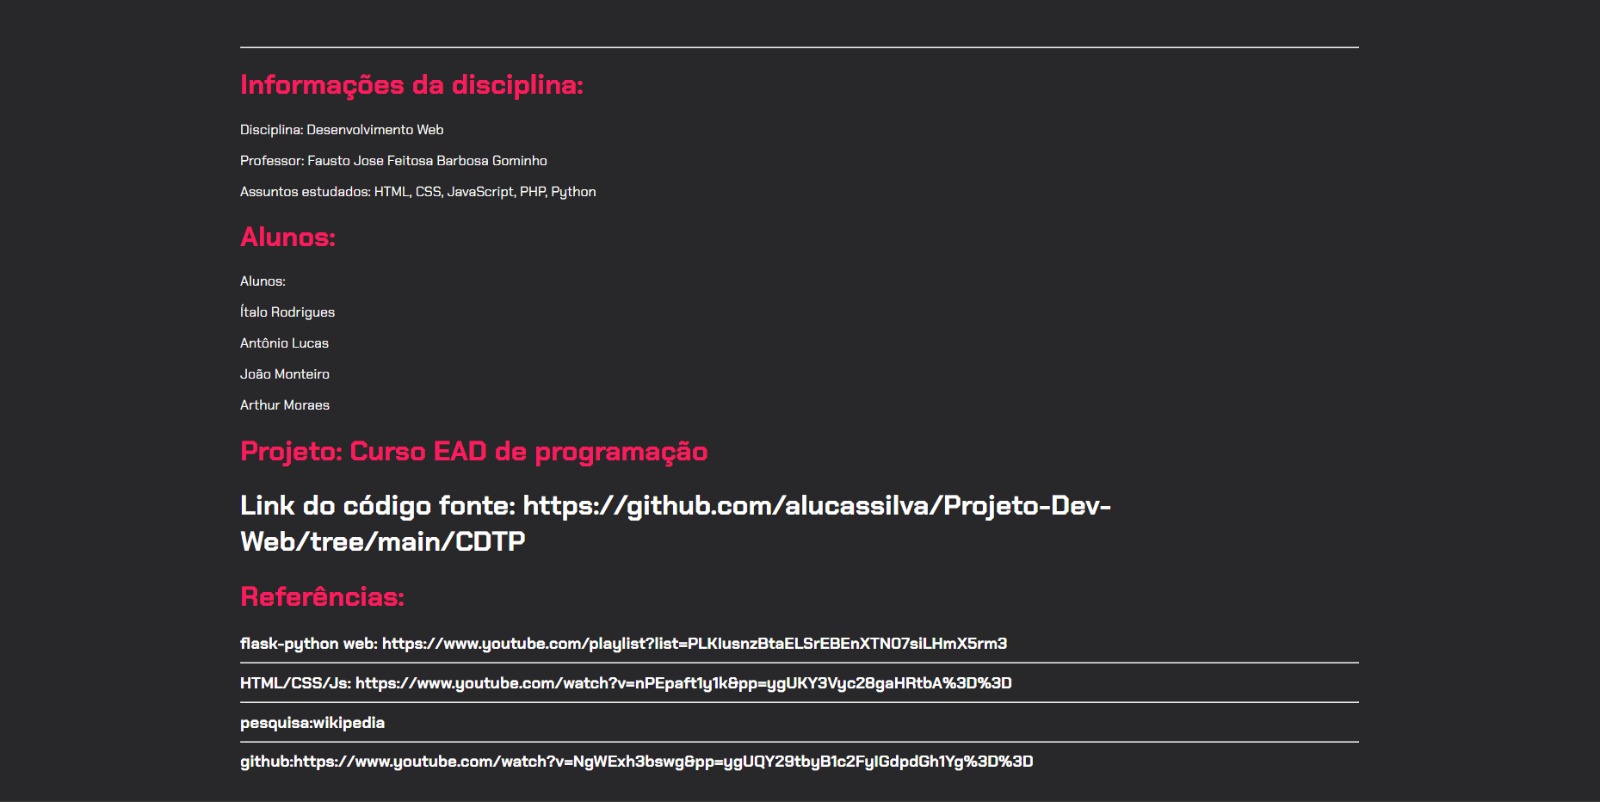 Informações da disciplina:
Disciplina: Desenvolvimento Web
Professor: Fausto Jose Feitosa Barbosa Gominho
Assuntos estudados: HTML, CSS, JavaScript, PHP, Python
Alunos:
Alunos:
Ítalo Rodrigues
Antônio Lucas
João Monteiro
Arthur Moraes
Projeto: Curso EAD de programação
Link do código fonte: https://github.com/alucassilva/Projeto-Dev-
Web/tree/main/CDTP
Referências:
flask-python web: https://www.youtube.com/playlist?list=PLKlusnzBtaELSrEBEnXTN07siLHmX5rm3
HTML/CSS/Js: https://www.youtube.com/watch?v=nPEpaft1y1k&pp=ygUKY3Vyc28gaHRtbA%3D%3D
pesquisa:wikipedia
github:https://www.youtube.com/watch?v=NgWExh3bswg&pp=ygUQY29tbyB1c2FyIGdpdGh1Yg%3D%3D